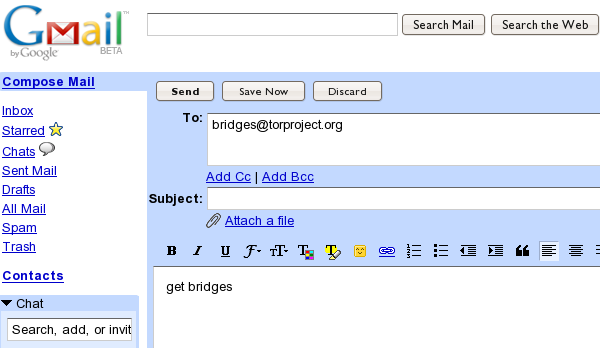 Gmail™
by Google BETA
Search Mail Search the Web
Compose Mail
Send Save Now Discard
To: bridges@torproject.org
Inbox
Starred
Chats
Sent Mail
Add Cc | Add Bcc
Drafts
Subject:
All Mail
Spam
Attach a file
Trash
B I U F T T T
Contacts
get bridges
Chat
Search, add, or invit